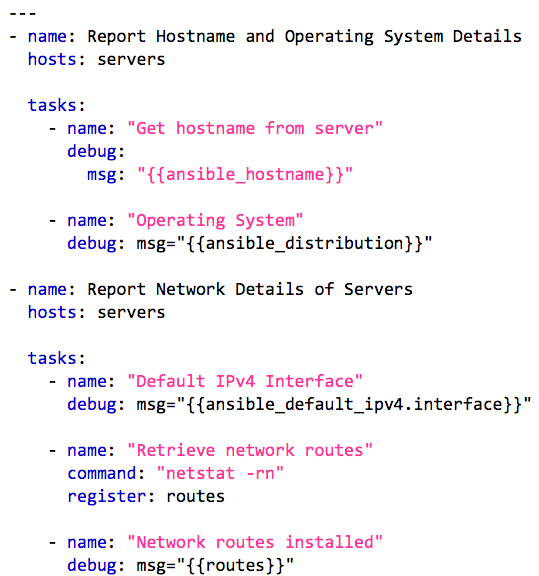 ---
- name: Report Hostname and Operating System Details
  hosts: servers

  tasks:
    - name: "Get hostname from server"
      debug:
        msg: "{{ansible_hostname}}"

    - name: "Operating System"
      debug: msg="{{ansible_distribution}}"

- name: Report Network Details of Servers
  hosts: servers

  tasks:
    - name: "Default IPv4 Interface"
      debug: msg="{{ansible_default_ipv4.interface}}"

    - name: "Retrieve network routes"
      command: "netstat -rn"
      register: routes

    - name: "Network routes installed"
      debug: msg="{{routes}}"